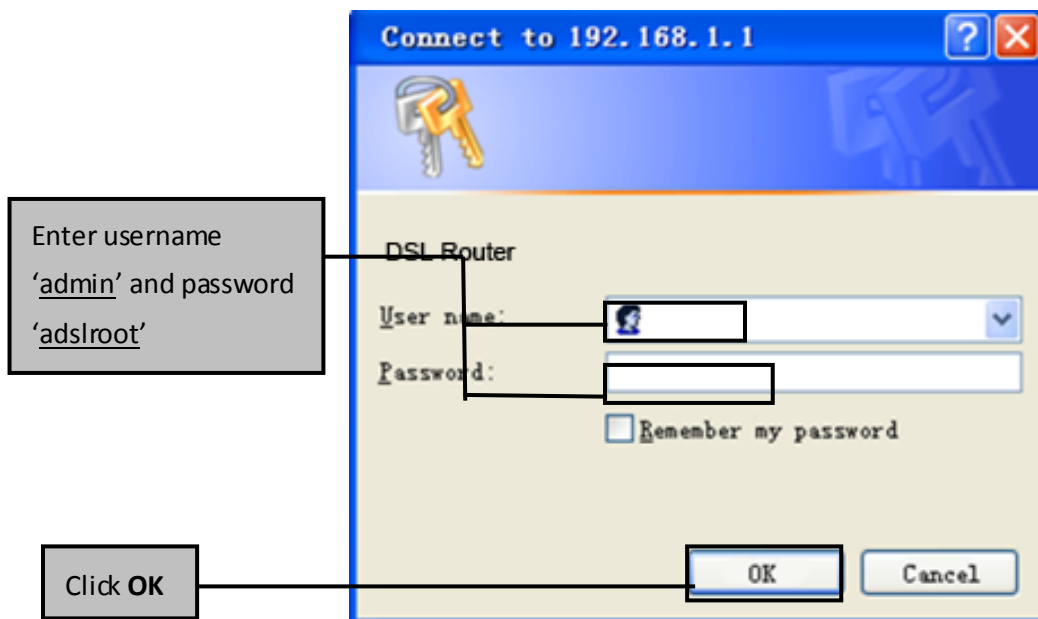 Connect to 192.168.1.1
Enter username
‘admin’ and password
‘adslroot’
DSL Router
User name:
Password:
Remember my password
Click OK
OK
Cancel